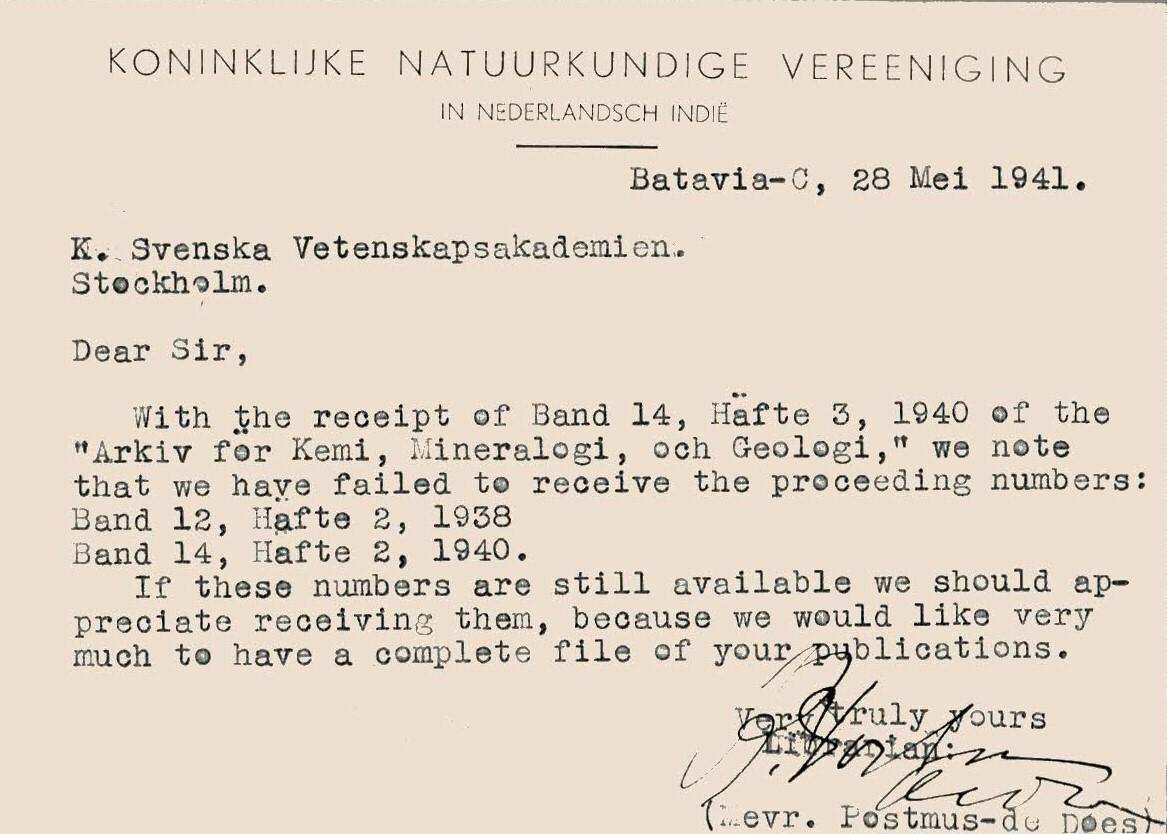 KONINKLIJKE NATUURKUNDIGE VEREENIGING
IN NEDERLANDSCH INDIË
Batavia-C, 28 Mei 1941.
K. Svenska Vetenskapsakademien.
Stockholm.
Dear Sir,
With the receipt of Band 14, Häfte 3, 1940 of the
"Arkiv för Kemi, Mineralogi, och Geologi," we note
that we have failed to receive the proceeding numbers:
Band 12, Häfte 2, 1938
Band 14, Hafte 2, 1940.
If these numbers are still available we should ap-
preciate receiving them, because we would like very
much to have a complete file of your publications.
Very truly yours
Librarian:
(Mevr. Postmus-de Does)